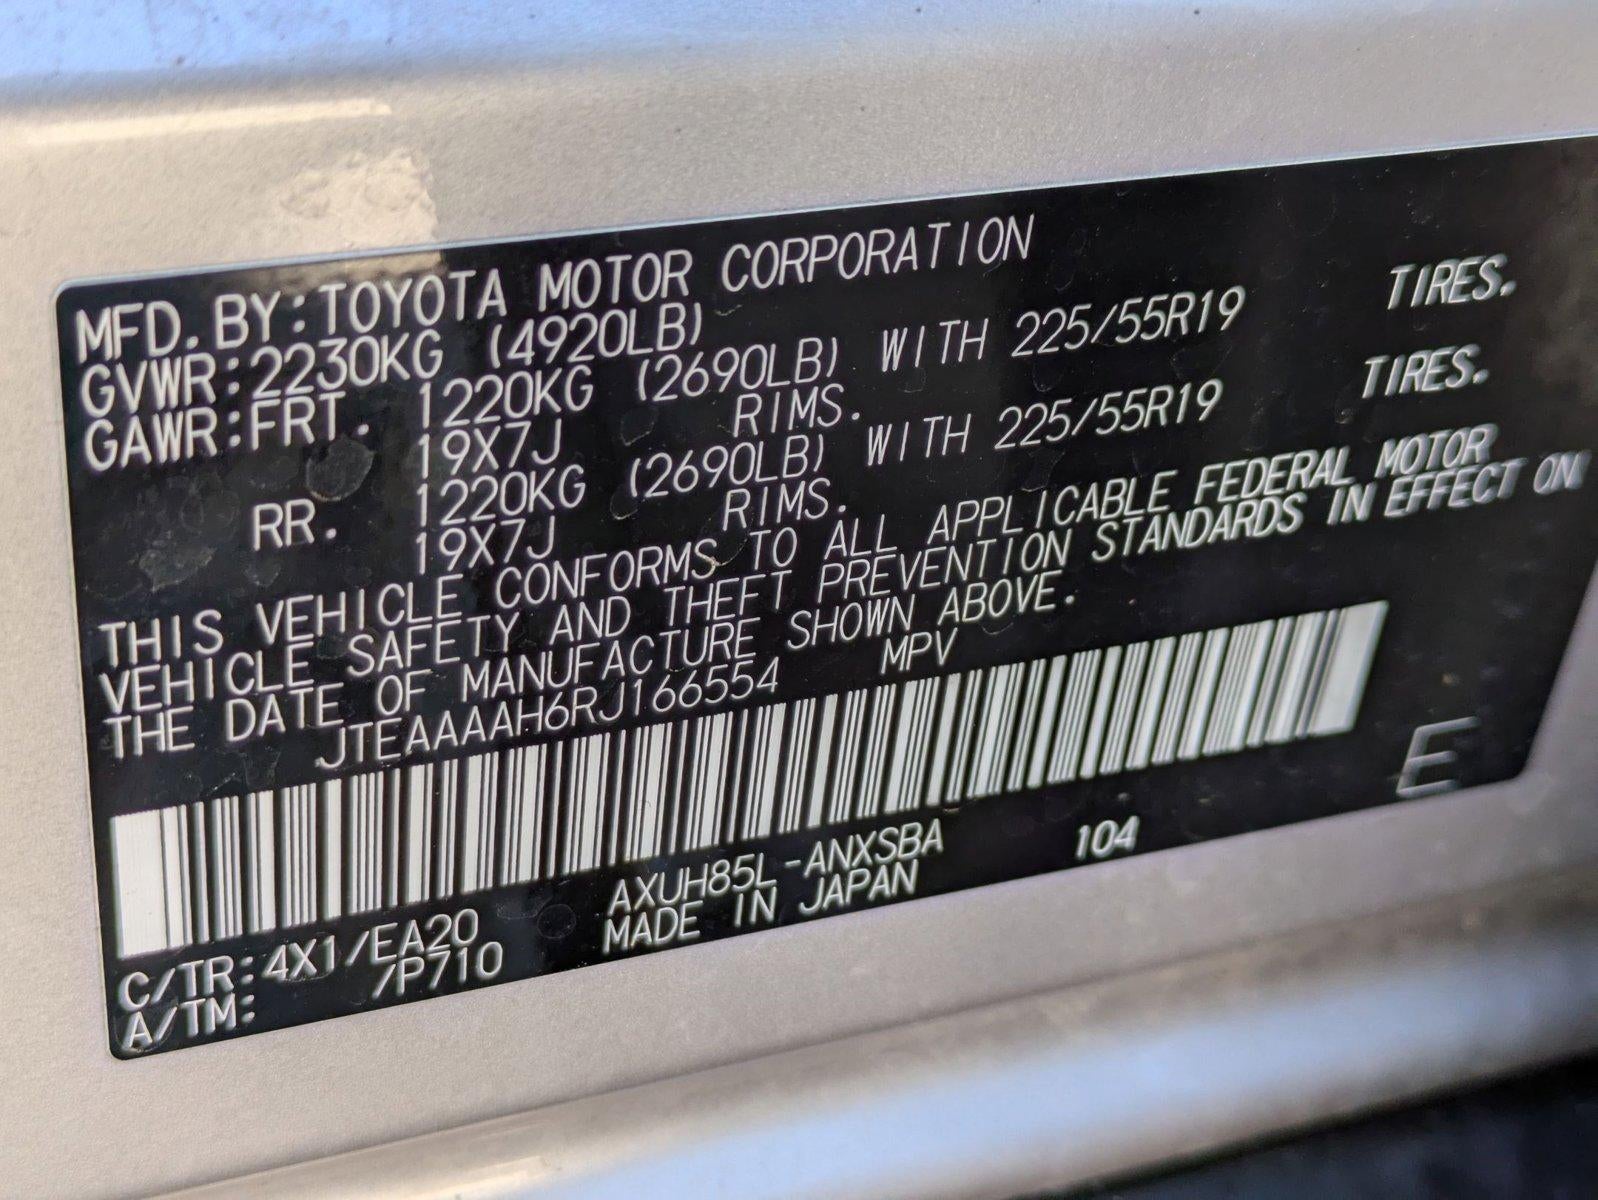 MFD.BY:TOYOTA MOTOR CORPORATION
GVWR:2230KG (4920LB)
GAWR:FRT. 1220KG (2690LB) WITH 225/55R19 TIRES.
19X7J RIMS.
RR. 1220KG (2690LB) WITH 225/55R19 TIRES.
19X7J RIMS.
THIS VEHICLE CONFORMS TO ALL APPLICABLE FEDERAL MOTOR
VEHICLE SAFETY AND THEFT PREVENTION STANDARDS IN EFFECT ON
THE DATE OF MANUFACTURE SHOWN ABOVE.
JTEAAAAH6RJ166554 MPV
E
AXUH85L-ANXSBA 104
C/TR:4X1/EA20 MADE IN JAPAN
A/TM: /P710